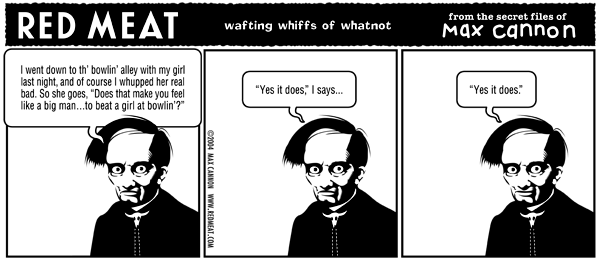 RED MEAT
wafting whiffs of whatnot
from the secret files of
Max cannon
I went down to th' bowlin' alley with my girl
last night, and of course I whupped her real
bad. So she goes, “Does that make you feel
like a big man...to beat a girl at bowlin'?”
“Yes it does,” I says...
“Yes it does.”
©2004 MAX CANNON WWW.REDMEAT.COM